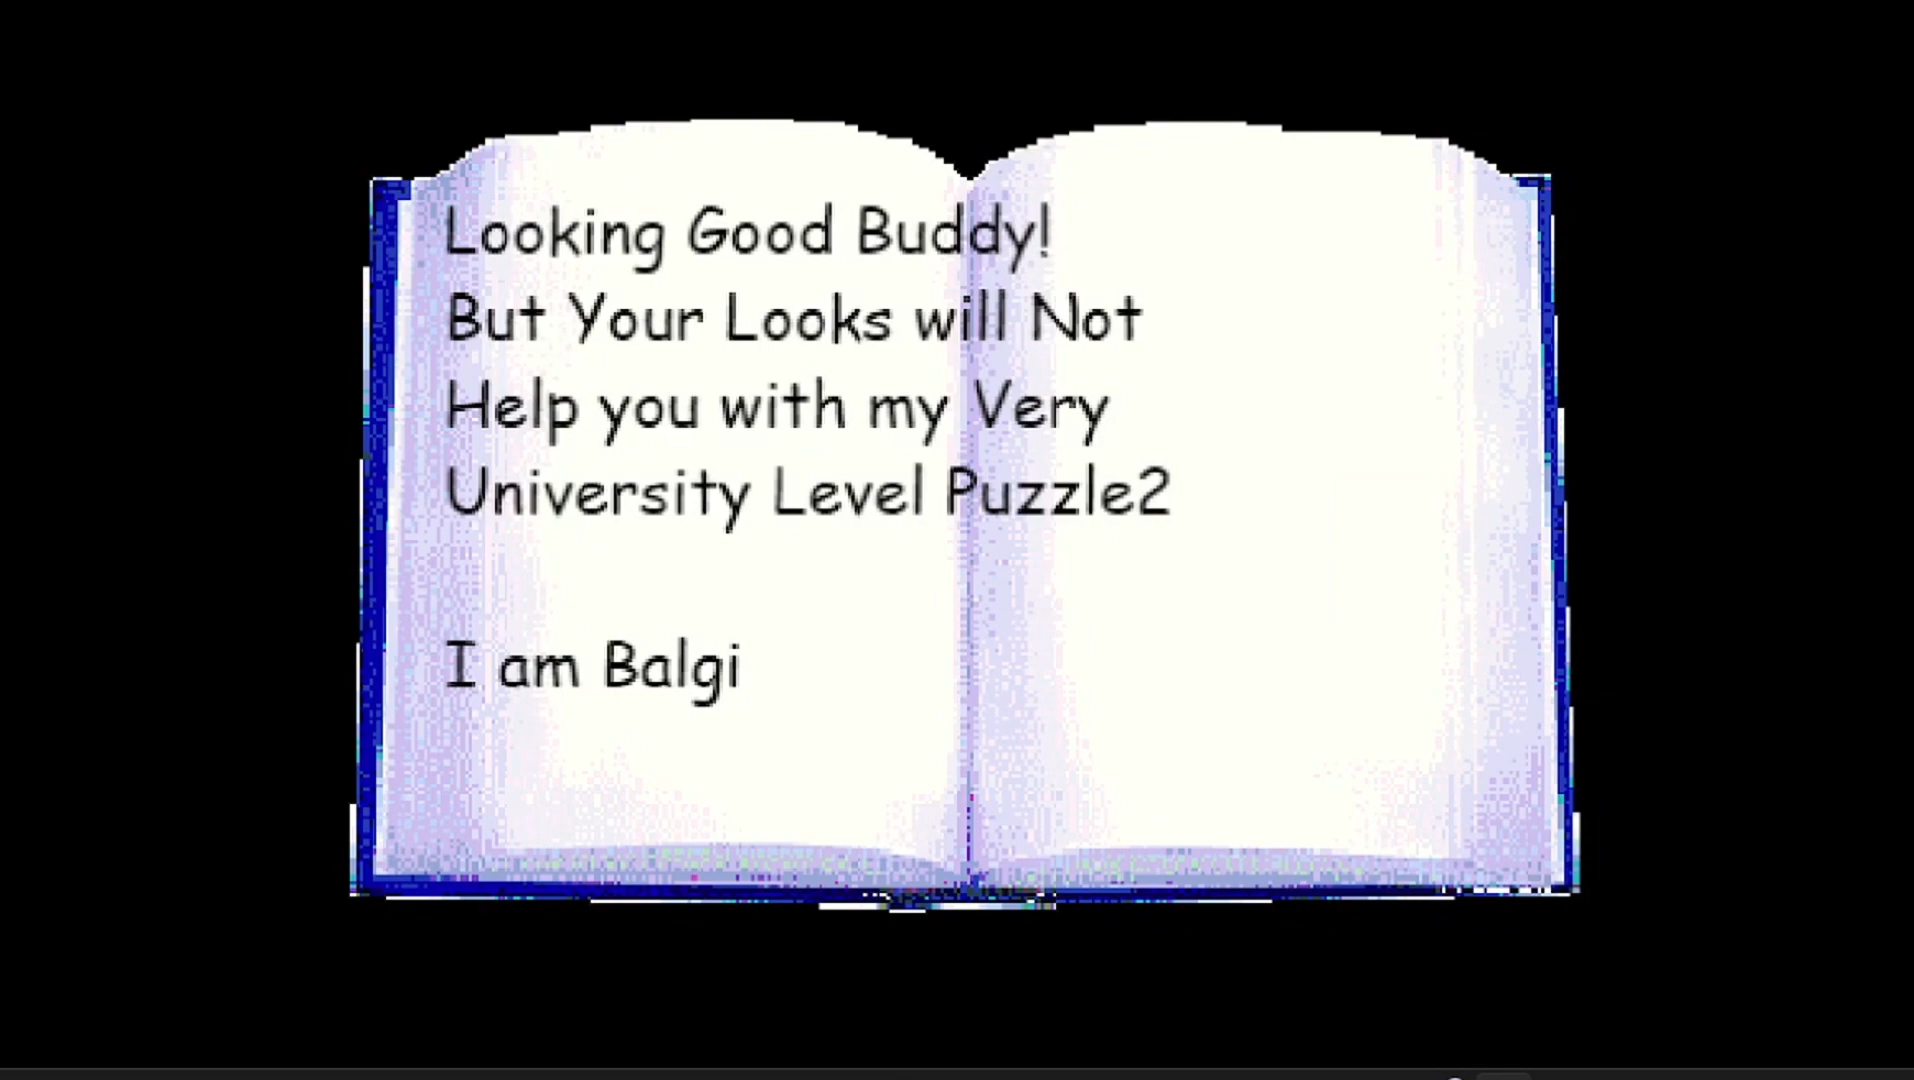 Looking Good Buddy!
But Your Looks will Not
Help you with my Very
University Level Puzzle2
I am Balgi